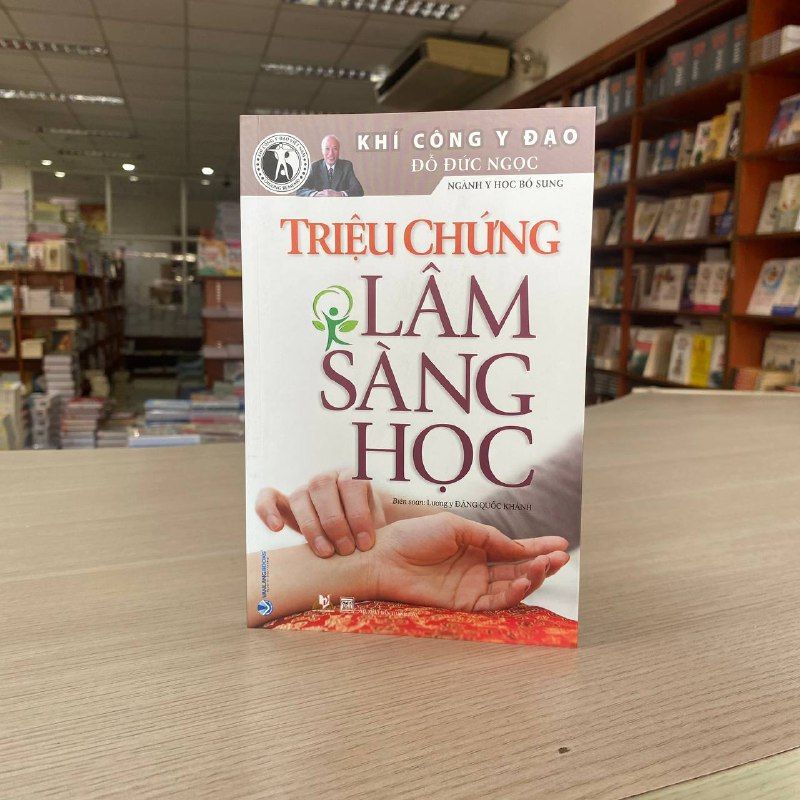 KHÍ CÔNG Y ĐẠO
ĐỖ ĐỨC NGỌC
NGÀNH Y HỌC BỔ SUNG
TRIỆU CHỨNG
LÂM
SÀNG
HỌC
Biên soạn: Lương y ĐẶNG QUỐC KHÁNH
VANLANGBOOKS